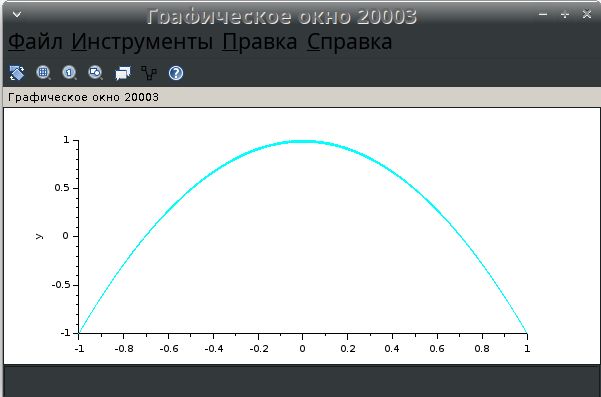 Графическое окно 20003
Файл Инструменты Правка Справка
Графическое окно 20003
1
0.5
y
0
-0.5
-1
-1 -0.8 -0.6 -0.4 -0.2 0 0.2 0.4 0.6 0.8 1